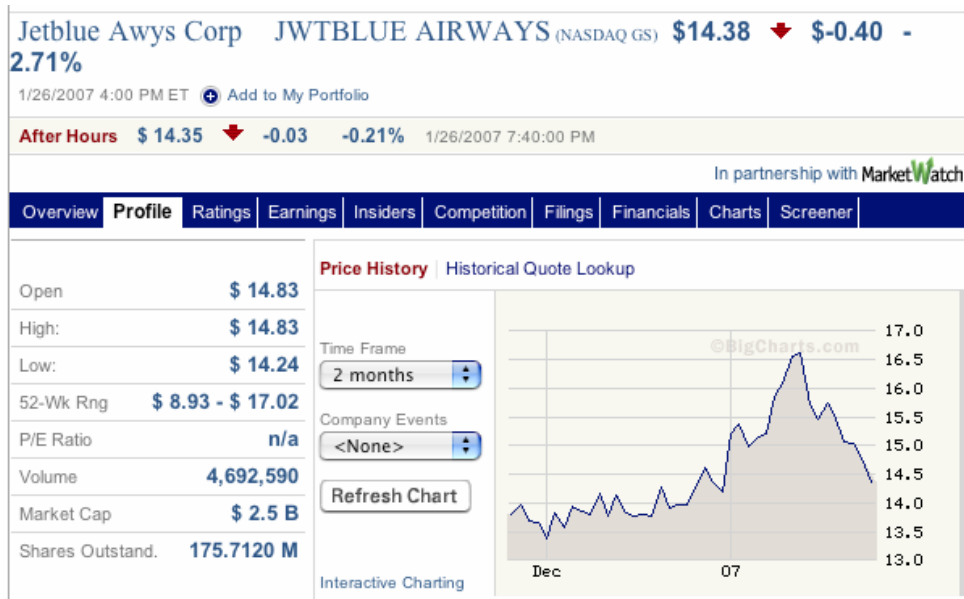 Jetblue Awys Corp JWTBLUE AIRWAYS (NASDAQ GS) $14.38 $-0.40 -
2.71%
1/26/2007 4:00 PM ET Add to My Portfolio
After Hours $ 14.35 -0.03 -0.21% 1/26/2007 7:40:00 PM
In partnership with MarketWatch
Overview Profile Ratings Earnings Insiders Competition Filings Financials Charts Screener
Open $ 14.83
High: $ 14.83
Low: $ 14.24
52-Wk Rng $ 8.93 - $ 17.02
P/E Ratio n/a
Volume 4,692,590
Market Cap $ 2.5 B
Shares Outstand. 175.7120 M
Price History Historical Quote Lookup
Time Frame
2 months
Company Events
<None>
Refresh Chart
Interactive Charting
©BigCharts.com
17.0
16.5
16.0
15.5
15.0
14.5
14.0
13.5
13.0
Dec 07